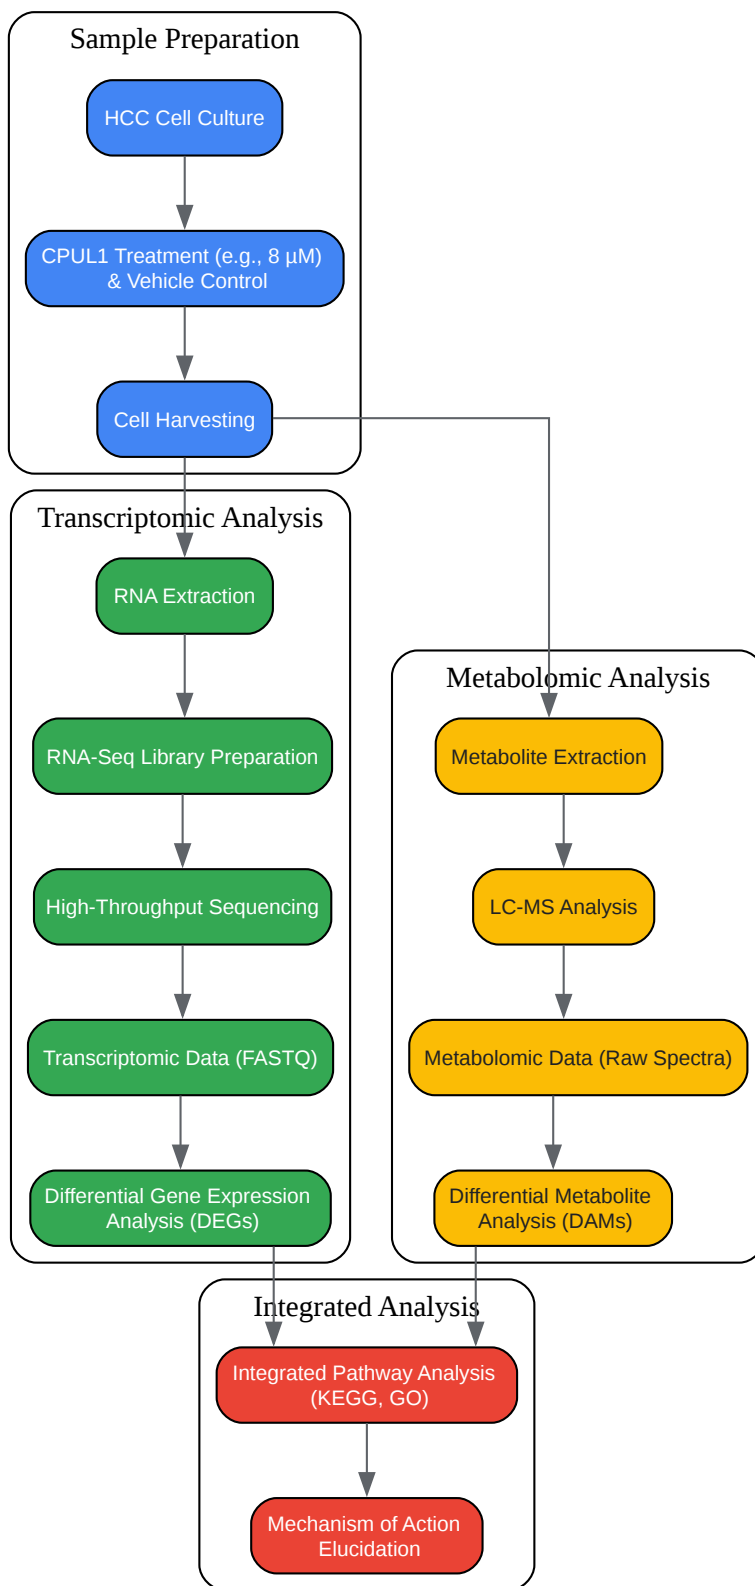 Sample Preparation
HCC Cell Culture
CPUL1 Treatment (e.g., 8 µM)
& Vehicle Control
Cell Harvesting
Transcriptomic Analysis
RNA Extraction
RNA-Seq Library Preparation
High-Throughput Sequencing
Transcriptomic Data (FASTQ)
Differential Gene Expression
Analysis (DEGs)
Metabolomic Analysis
Metabolite Extraction
LC-MS Analysis
Metabolomic Data (Raw Spectra)
Differential Metabolite
Analysis (DAMs)
Integrated Analysis
Integrated Pathway Analysis
(KEGG, GO)
Mechanism of Action
Elucidation